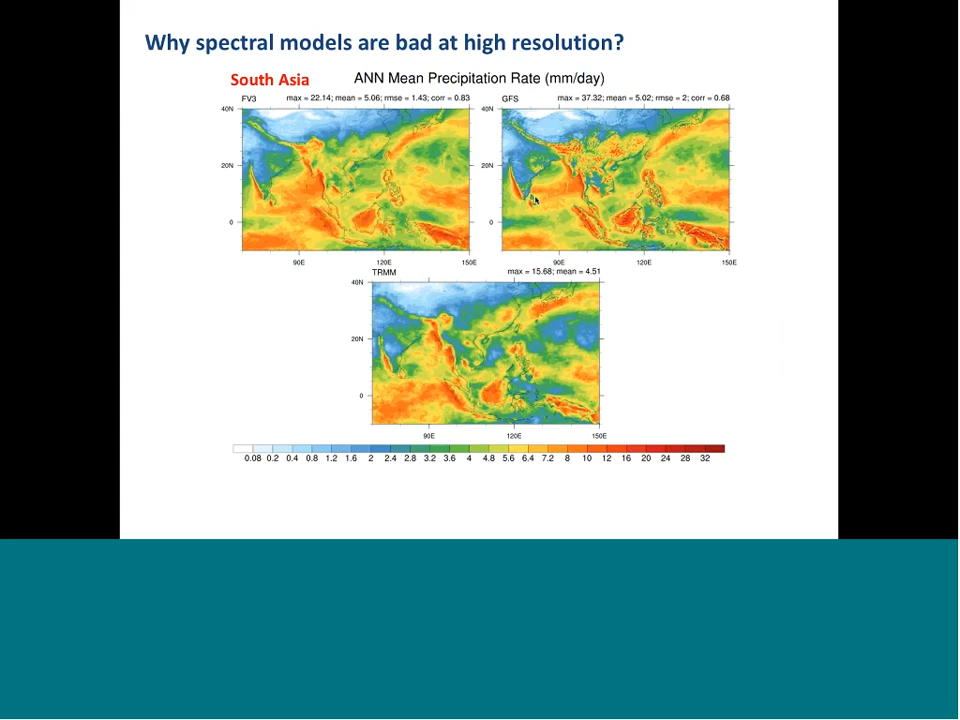 Why spectral models are bad at high resolution?
South Asia
ANN Mean Precipitation Rate (mm/day)
FV3
max = 22.14; mean = 5.06; rmse = 1.43; corr = 0.83
GFS
max = 37.32; mean = 5.02; rmse = 2; corr = 0.68
40N
20N
0
90E
120E
150E
40N
20N
0
90E
120E
150E
TRMM
max = 15.68; mean = 4.51
40N
20N
0
90E
120E
150E
0.08 0.2 0.4 0.8 1.2 1.6 2 2.4 2.8 3.2 3.6 4 4.8 5.6 6.4 7.2 8 10 12 16 20 24 28 32